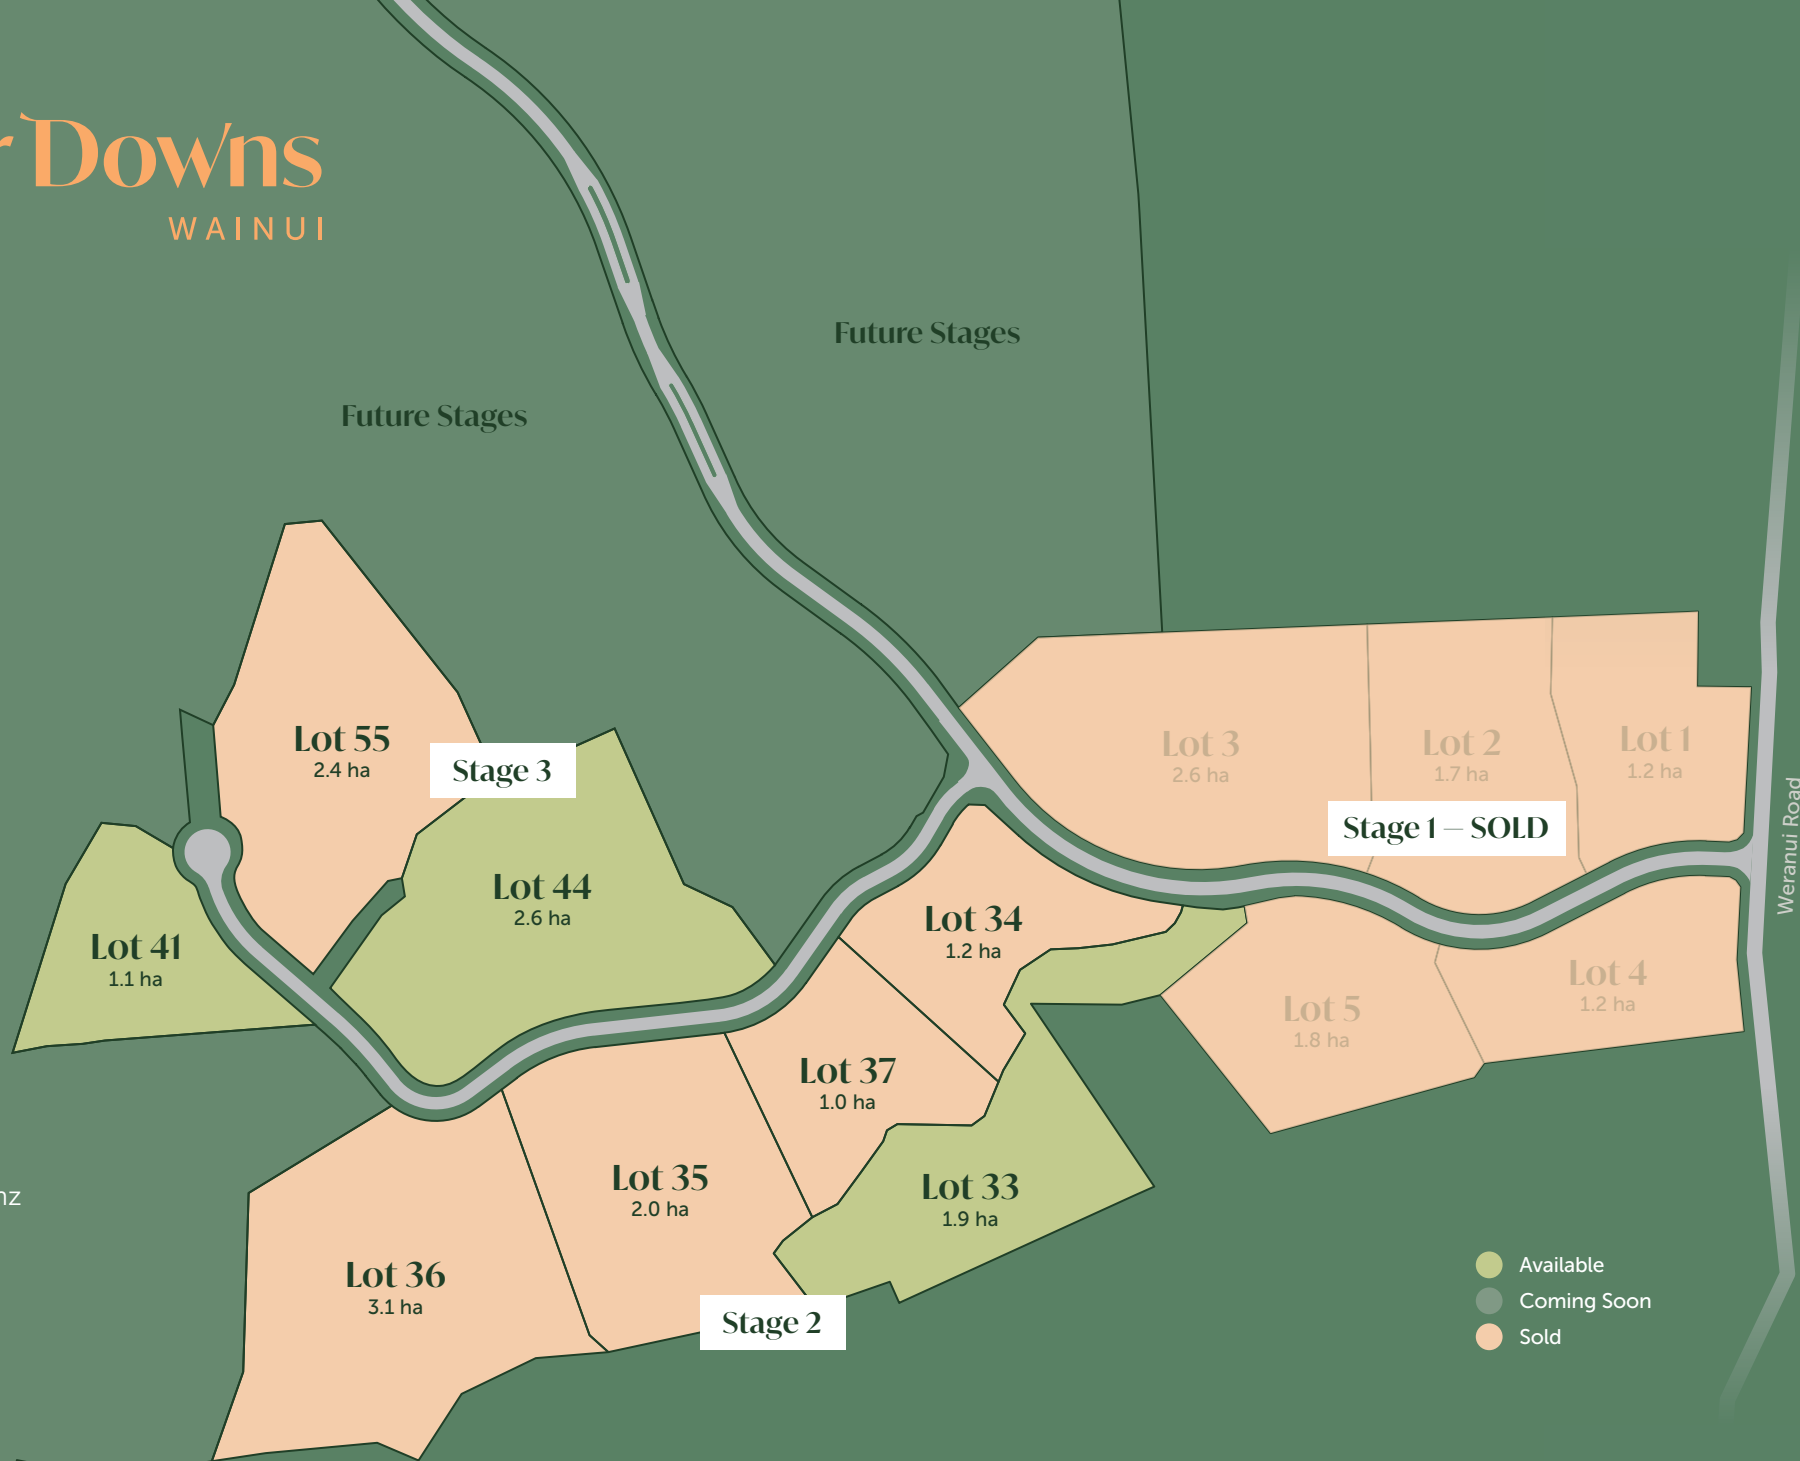 r Downs
WAINUI
Future Stages
Future Stages
Lot 55
2.4 ha
Stage 3
Lot 44
2.6 ha
Lot 41
1.1 ha
Lot 3
2.6 ha
Lot 2
1.7 ha
Lot 1
1.2 ha
Stage 1 – SOLD
Weranui Road
Lot 34
1.2 ha
Lot 5
1.8 ha
Lot 4
1.2 ha
Lot 37
1.0 ha
Lot 35
2.0 ha
Lot 33
1.9 ha
nz
Lot 36
3.1 ha
Stage 2
Available
Coming Soon
Sold